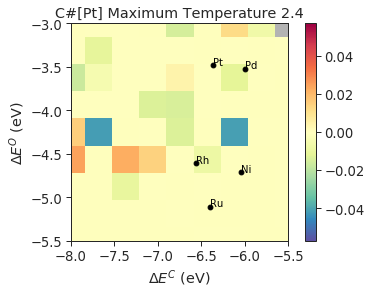 C#[Pt] Maximum Temperature 2.4
−3.0
−3.5
−4.0
−4.5
−5.0
−5.5
ΔE^O (eV)
Pt
Pd
Rh
Ni
Ru
−8.0 −7.5 −7.0 −6.5 −6.0 −5.5
ΔE^C (eV)
0.04
0.02
0.00
−0.02
−0.04